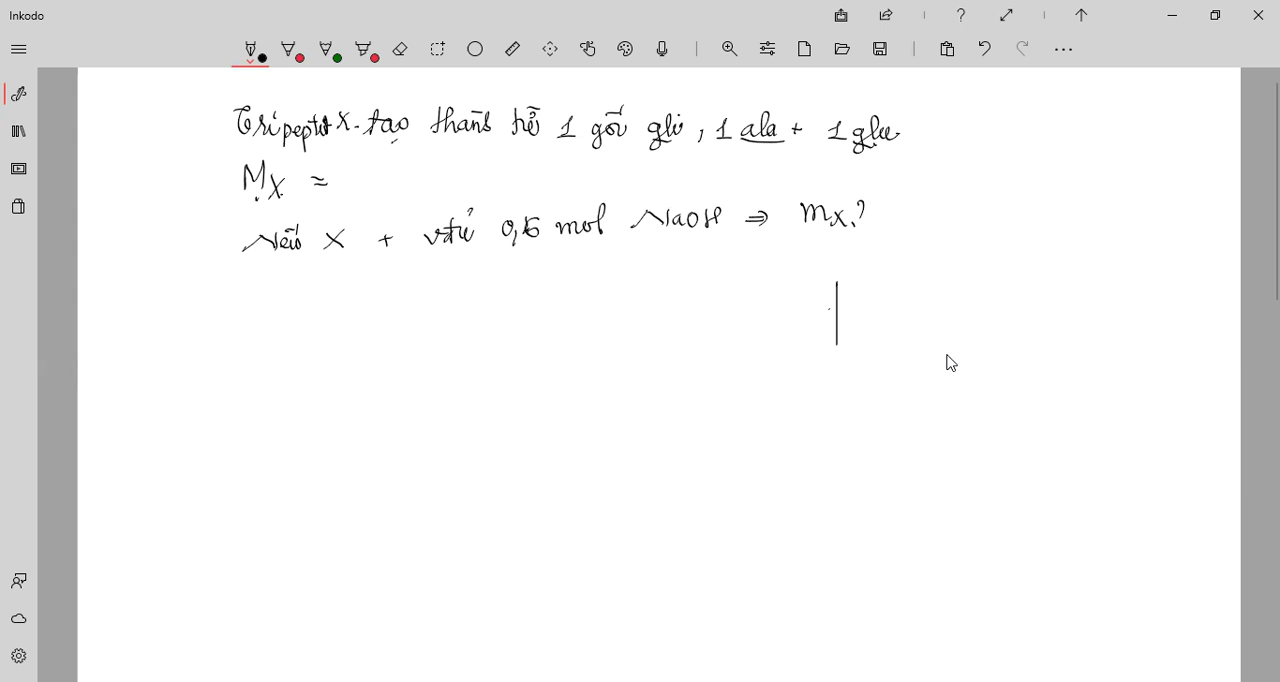 Inkodo
Tripeptit X tạo thành từ 1 gốc gli, 1 ala + 1 glu
Mx =
Nếu X + vừa đủ 0,6 mol NaOH ⇒ mx?